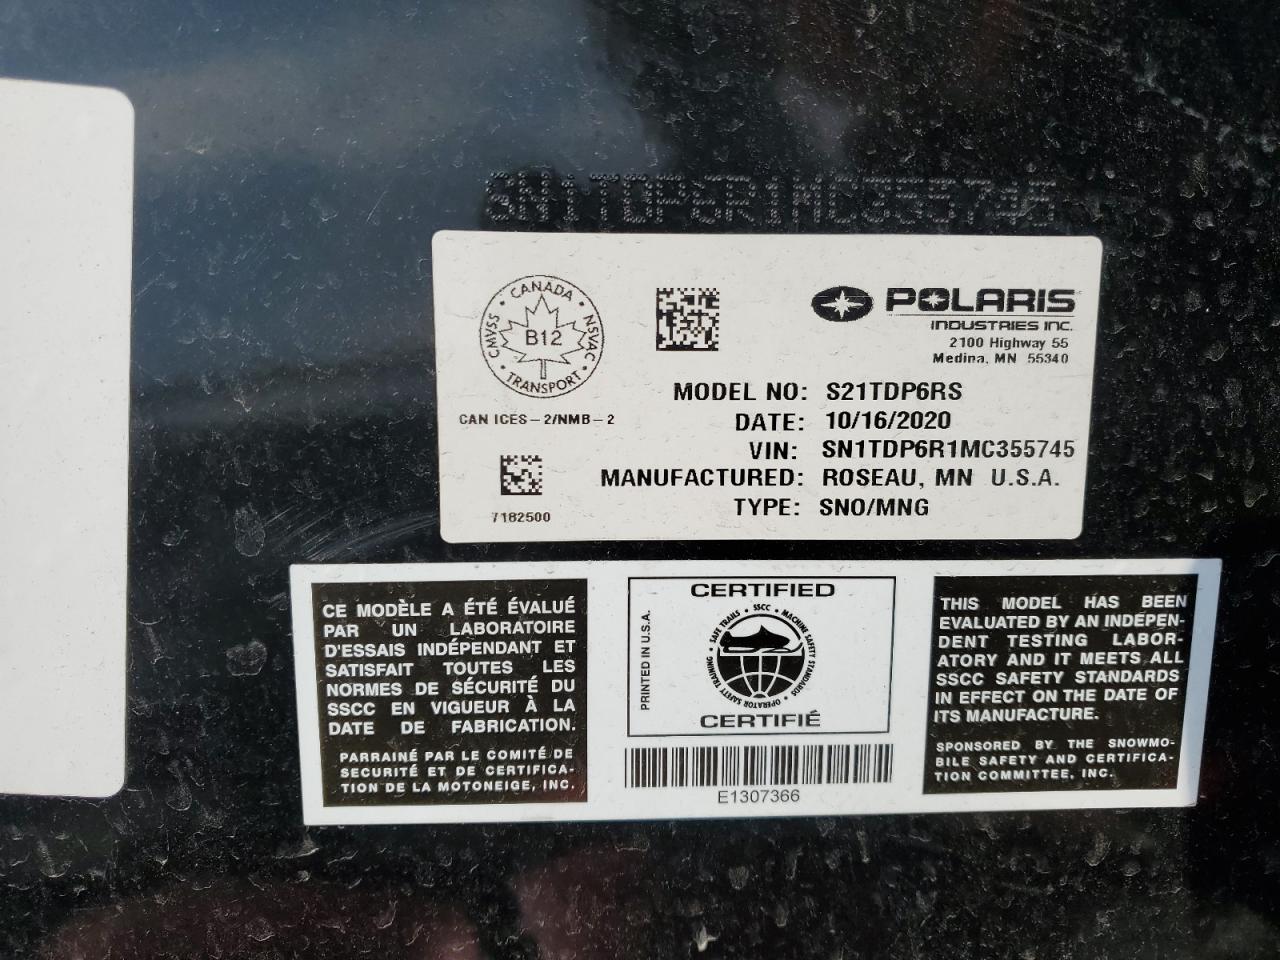 SN1TDP6R1MC355745
CANADA
CMVSS
NSVAC
B12
TRANSPORT
CAN ICES-2/NMB-2
7182500
POLARIS
INDUSTRIES INC.
2100 Highway 55
Medina, MN 55340
MODEL NO: S21TDP6RS
DATE: 10/16/2020
VIN: SN1TDP6R1MC355745
MANUFACTURED: ROSEAU, MN U.S.A.
TYPE: SNO/MNG
CE MODÈLE A ÉTÉ ÉVALUÉ
PAR UN LABORATOIRE
D'ESSAIS INDÉPENDANT ET
SATISFAIT TOUTES LES
NORMES DE SÉCURITÉ DU
SSCC EN VIGUEUR À LA
DATE DE FABRICATION.
PARRAINÉ PAR LE COMITÉ DE
SECURITÉ ET DE CERTIFICA-
TION DE LA MOTONEIGE, INC.
PRINTED IN U.S.A.
CERTIFIED
SAFE TRAILS • SSCC • MACHINE SAFETY STANDARDS • OPERATOR SAFETY TRAINING •
CERTIFIÉ
E1307366
THIS MODEL HAS BEEN
EVALUATED BY AN INDEPEN-
DENT TESTING LABOR-
ATORY AND IT MEETS ALL
SSCC SAFETY STANDARDS
IN EFFECT ON THE DATE OF
ITS MANUFACTURE.
SPONSORED BY THE SNOWMO-
BILE SAFETY AND CERTIFICA-
TION COMMITTEE, INC.